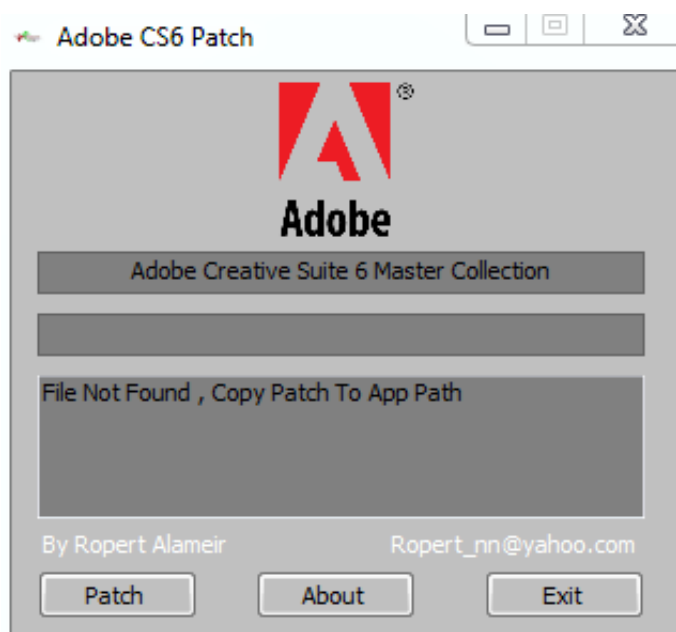 Adobe CS6 Patch
®
Adobe
Adobe Creative Suite 6 Master Collection
File Not Found , Copy Patch To App Path
By Ropert Alameir Ropert_nn@yahoo.com
Patch About Exit